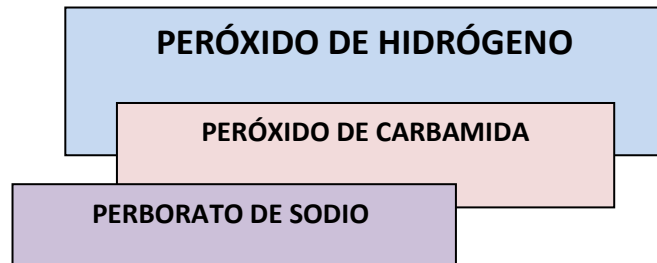 PERÓXIDO DE HIDRÓGENO
PERÓXIDO DE CARBAMIDA
PERBORATO DE SODIO